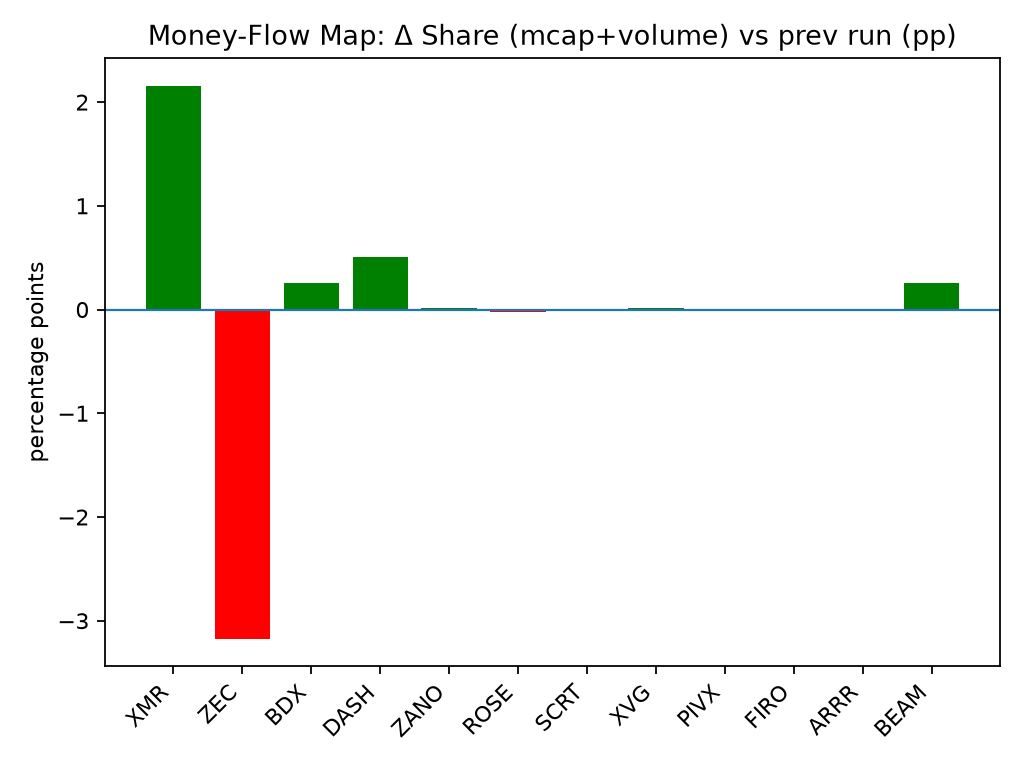 Money-Flow Map: Δ Share (mcap+volume) vs prev run (pp)
percentage points
2
1
0
−1
−2
−3
XMR
ZEC
BDX
DASH
ZANO
ROSE
SCRT
XVG
PIVX
FIRO
ARRR
BEAM